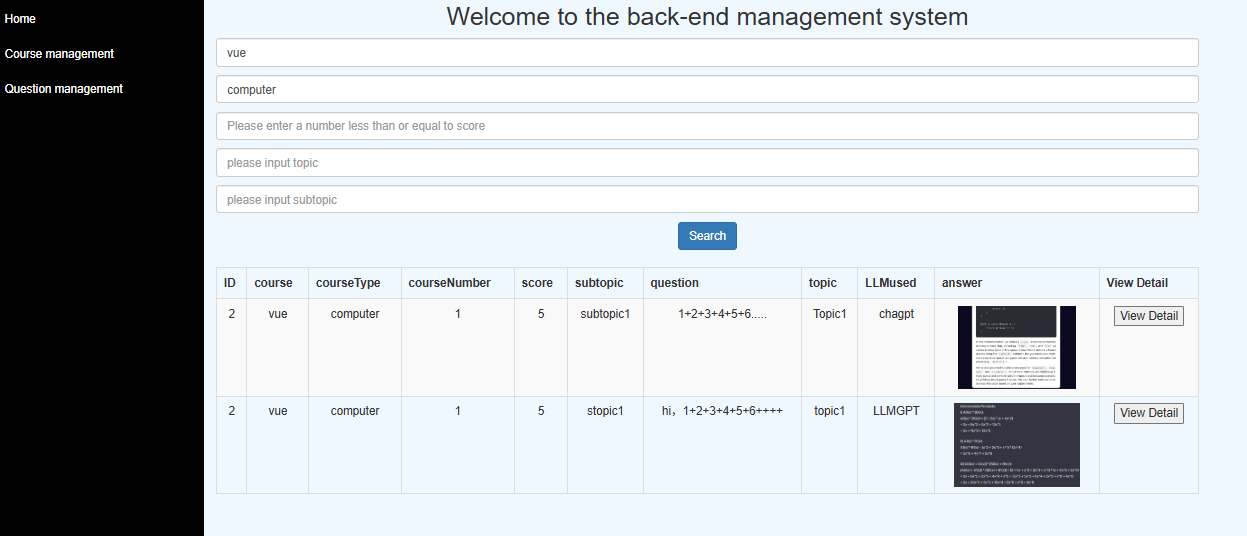 Home
Course management
Question management
Welcome to the back-end management system
vue
computer
Please enter a number less than or equal to score
please input topic
please input subtopic
Search
ID course courseType courseNumber score subtopic question topic LLMused answer View Detail
2 vue computer 1 5 subtopic1 1+2+3+4+5+6..... Topic1 chagpt View Detail
2 vue computer 1 5 stopic1 hi，1+2+3+4+5+6++++ topic1 LLMGPT View Detail